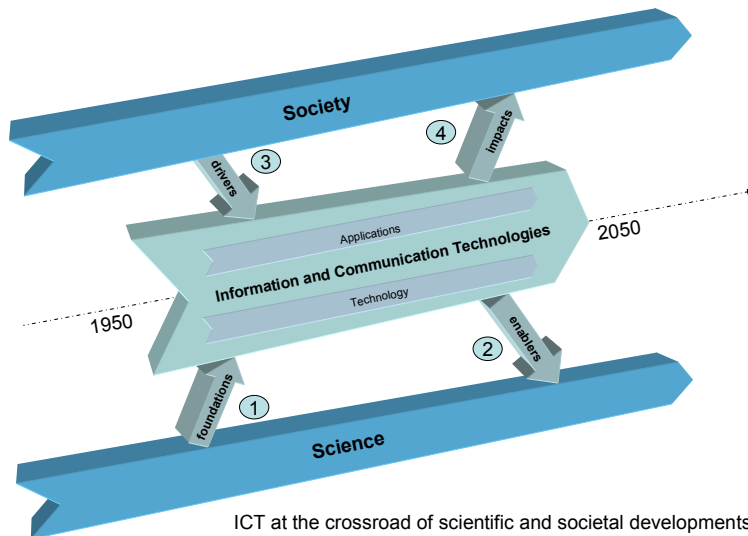 Society
4
impacts
3
drivers
Applications
2050
Information and Communication Technologies
Technology
1950
2
enablers
1
foundations
Science
ICT at the crossroad of scientific and societal developments